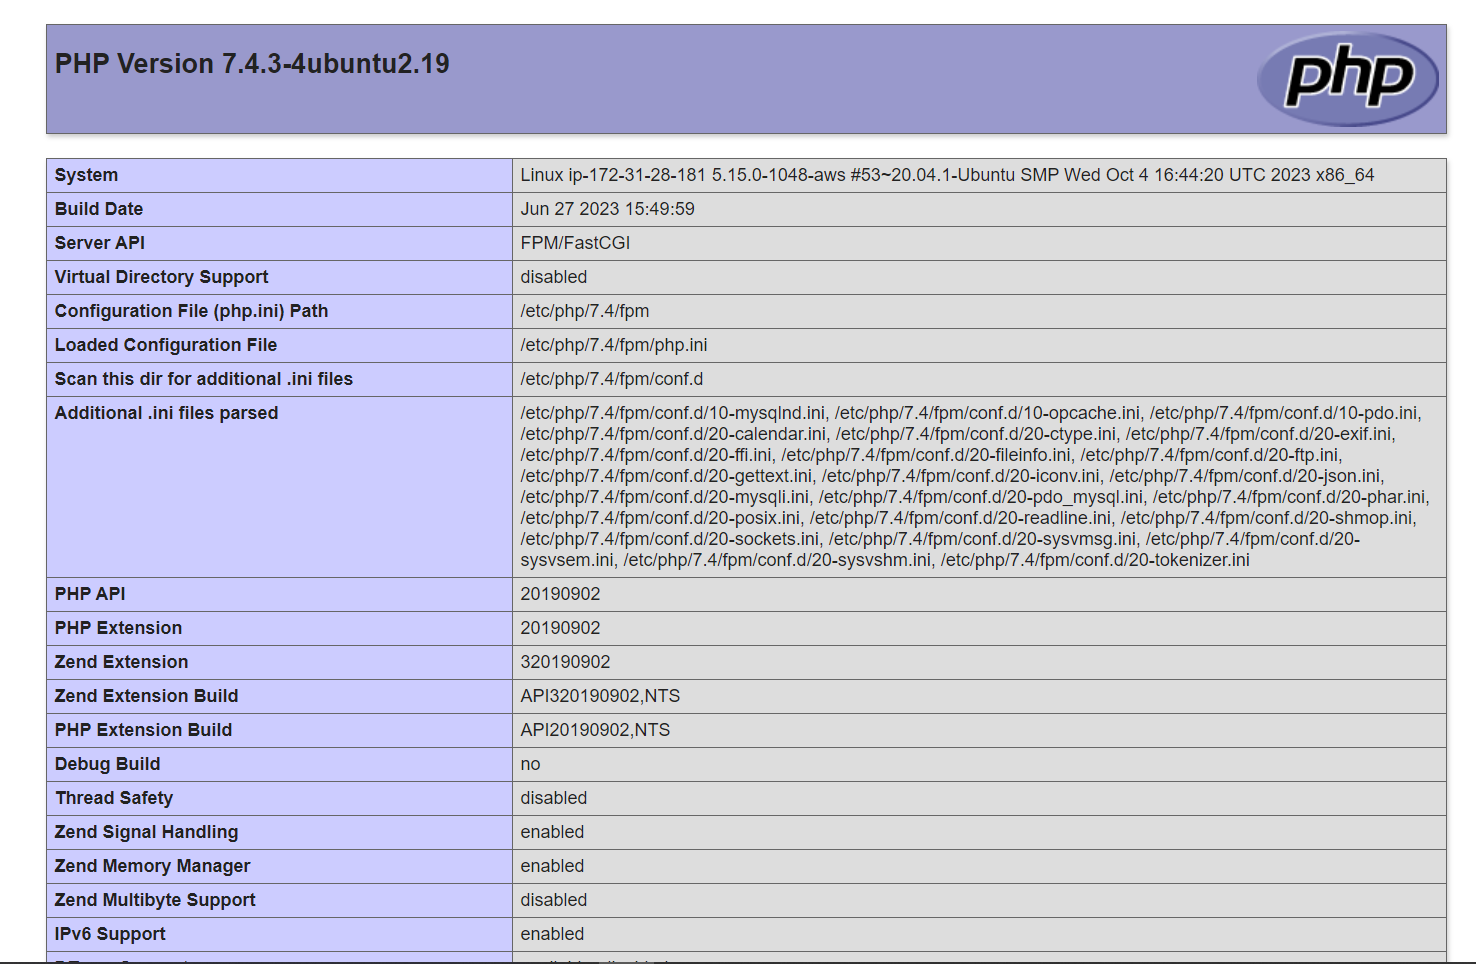 PHP Version 7.4.3-4ubuntu2.19
php
System Linux ip-172-31-28-181 5.15.0-1048-aws #53~20.04.1-Ubuntu SMP Wed Oct 4 16:44:20 UTC 2023 x86_64
Build Date Jun 27 2023 15:49:59
Server API FPM/FastCGI
Virtual Directory Support disabled
Configuration File (php.ini) Path /etc/php/7.4/fpm
Loaded Configuration File /etc/php/7.4/fpm/php.ini
Scan this dir for additional .ini files /etc/php/7.4/fpm/conf.d
Additional .ini files parsed /etc/php/7.4/fpm/conf.d/10-mysqlnd.ini, /etc/php/7.4/fpm/conf.d/10-opcache.ini, /etc/php/7.4/fpm/conf.d/10-pdo.ini,
/etc/php/7.4/fpm/conf.d/20-calendar.ini, /etc/php/7.4/fpm/conf.d/20-ctype.ini, /etc/php/7.4/fpm/conf.d/20-exif.ini,
/etc/php/7.4/fpm/conf.d/20-ffi.ini, /etc/php/7.4/fpm/conf.d/20-fileinfo.ini, /etc/php/7.4/fpm/conf.d/20-ftp.ini,
/etc/php/7.4/fpm/conf.d/20-gettext.ini, /etc/php/7.4/fpm/conf.d/20-iconv.ini, /etc/php/7.4/fpm/conf.d/20-json.ini,
/etc/php/7.4/fpm/conf.d/20-mysqli.ini, /etc/php/7.4/fpm/conf.d/20-pdo_mysql.ini, /etc/php/7.4/fpm/conf.d/20-phar.ini,
/etc/php/7.4/fpm/conf.d/20-posix.ini, /etc/php/7.4/fpm/conf.d/20-readline.ini, /etc/php/7.4/fpm/conf.d/20-shmop.ini,
/etc/php/7.4/fpm/conf.d/20-sockets.ini, /etc/php/7.4/fpm/conf.d/20-sysvmsg.ini, /etc/php/7.4/fpm/conf.d/20-
sysvsem.ini, /etc/php/7.4/fpm/conf.d/20-sysvshm.ini, /etc/php/7.4/fpm/conf.d/20-tokenizer.ini
PHP API 20190902
PHP Extension 20190902
Zend Extension 320190902
Zend Extension Build API320190902,NTS
PHP Extension Build API20190902,NTS
Debug Build no
Thread Safety disabled
Zend Signal Handling enabled
Zend Memory Manager enabled
Zend Multibyte Support disabled
IPv6 Support enabled